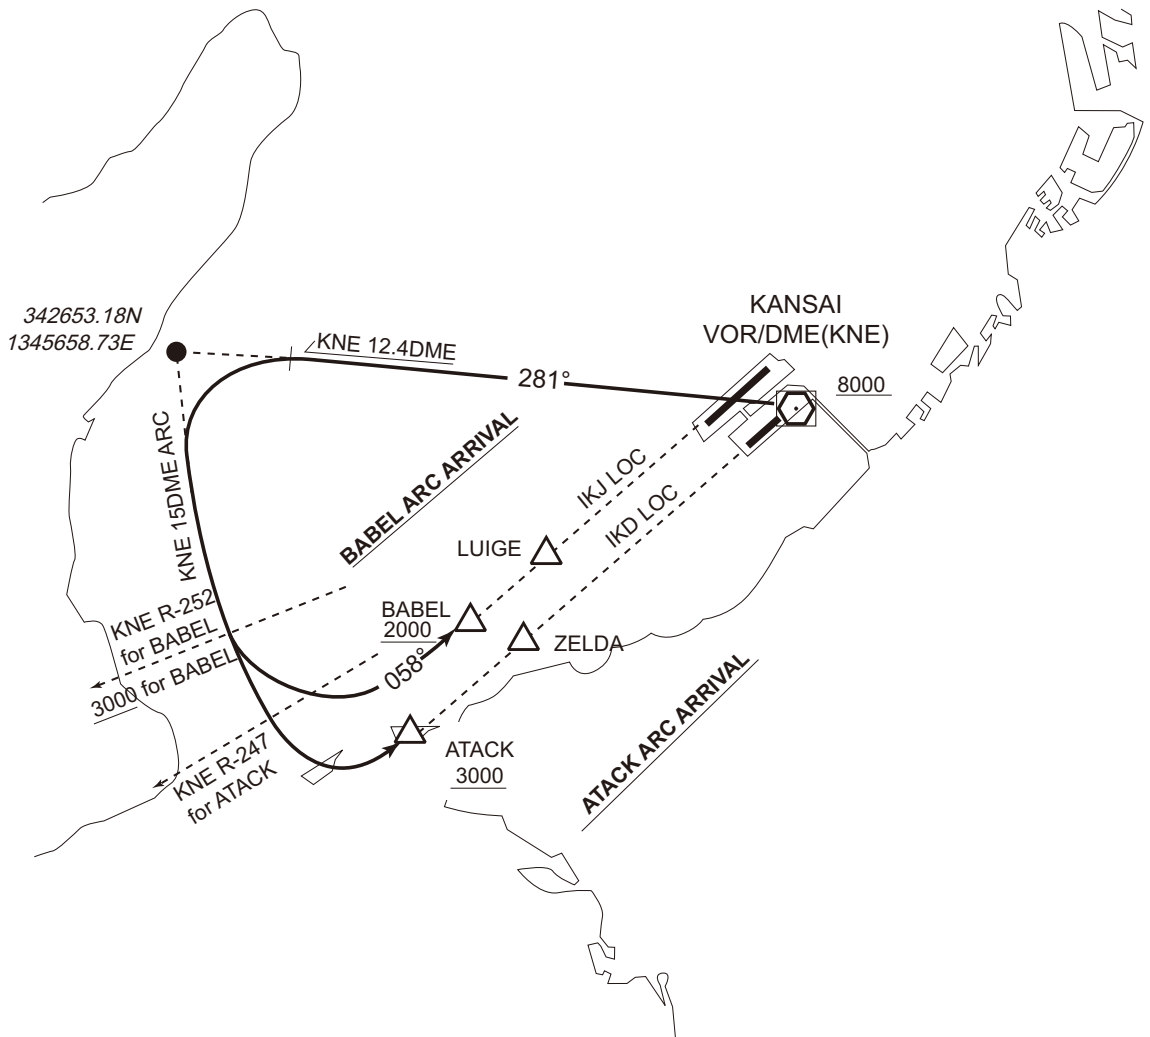 KANSAI
VOR/DME(KNE)
8000
342653.18N
1345658.73E
KNE 12.4DME
281°
KNE 15DME ARC
BABEL ARC ARRIVAL
IKJ LOC
IKD LOC
LUIGE
KNE R-252
for BABEL
3000 for BABEL
BABEL
2000
058°
ZELDA
KNE R-247
for ATACK
ATACK
3000
ATACK ARC ARRIVAL